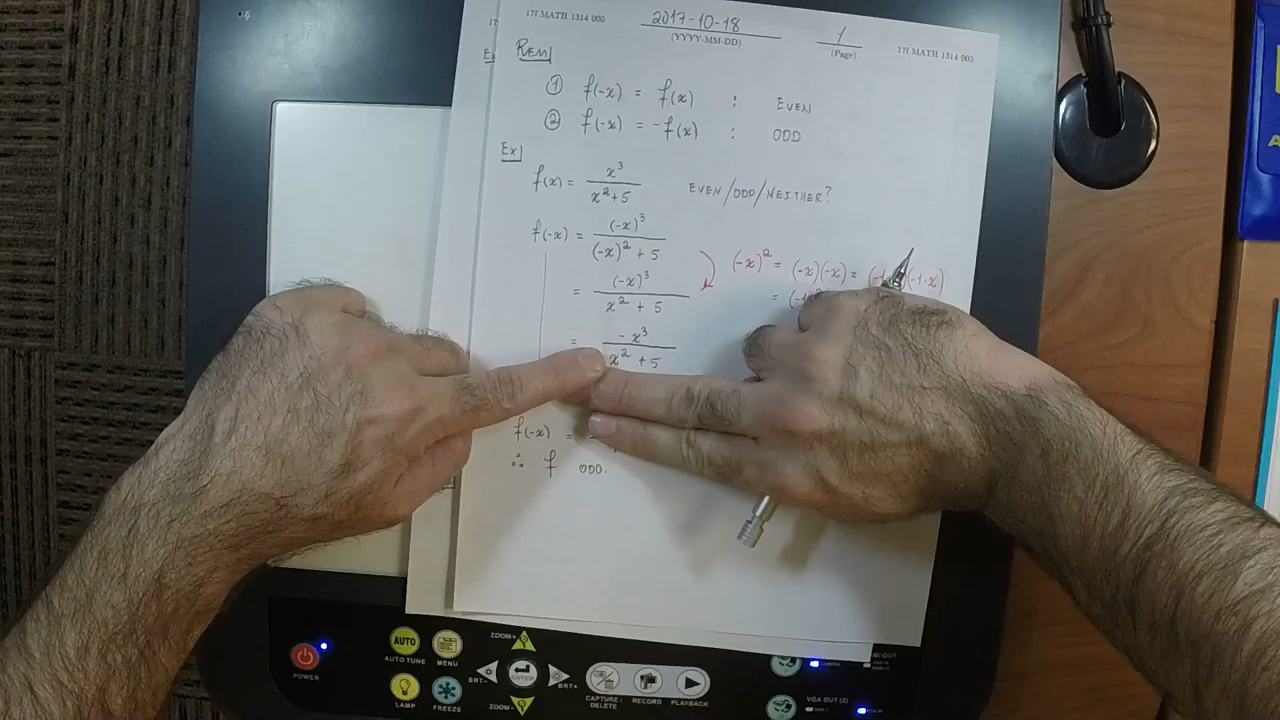 17f MATH 1314 005
2017-10-18
(YYYY-MM-DD)
1
(Page)
17f MATH 1314 005
REM
① f(-x) = f(x) : EVEN
② f(-x) = -f(x) : ODD
Ex
f(x) = x³/(x²+5) EVEN/ODD/NEITHER?
f(-x) = (-x)³/((-x)² + 5)
(-x)² = (-x)(-x) = (-1 (-1·x)
= (-x)³/(x² + 5)
= (-1)
= -x³/(x² + 5)
f(-x) =
∴ f ODD.
POWER
AUTO
AUTO TUNE
MENU
LAMP
FREEZE
ZOOM+
BRT-
ENTER
BRT+
ZOOM-
CAPTURE/
DELETE
RECORD
PLAYBACK
VGA OUT (2)